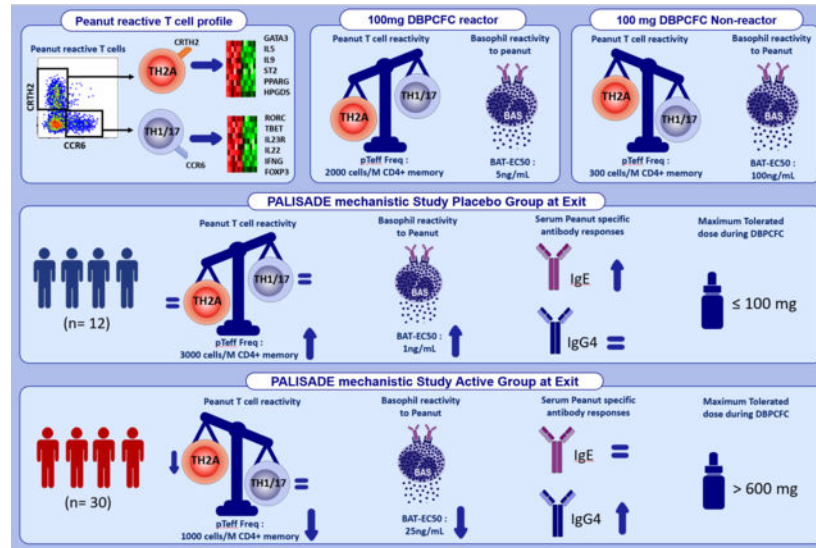 Peanut reactive T cell profile
Peanut reactive T cells
CRTH2
CCR6
CRTH2
TH2A
GATA3
IL5
IL9
ST2
PPARG
HPGDS
TH1/17
CCR6
RORC
TBET
IL23R
IL22
IFNG
FOXP3
100mg DBPCFC reactor
Peanut T cell reactivity
TH2A
TH1/17
pTeff Freq :
2000 cells/M CD4+ memory
Basophil reactivity
to peanut
BAS
BAT-EC50 :
5ng/mL
100 mg DBPCFC Non-reactor
Peanut T cell reactivity
TH2A
TH1/17
pTeff Freq :
300 cells/M CD4+ memory
Basophil reactivity
to Peanut
BAS
BAT-EC50 :
100ng/mL
PALISADE mechanistic Study Placebo Group at Exit
(n= 12)
Peanut T cell reactivity
=
TH2A
TH1/17
=
pTeff Freq :
3000 cells/M CD4+ memory
Basophil reactivity
to Peanut
BAS
BAT-EC50 :
1ng/mL
Serum Peanut specific
antibody responses
IgE
IgG4
=
Maximum Tolerated
dose during DBPCFC
≤ 100 mg
PALISADE mechanistic Study Active Group at Exit
(n= 30)
Peanut T cell reactivity
TH2A
TH1/17
=
pTeff Freq :
1000 cells/M CD4+ memory
Basophil reactivity
to Peanut
BAS
BAT-EC50 :
25ng/mL
Serum Peanut specific
antibody responses
IgE
=
IgG4
Maximum Tolerated
dose during DBPCFC
> 600 mg